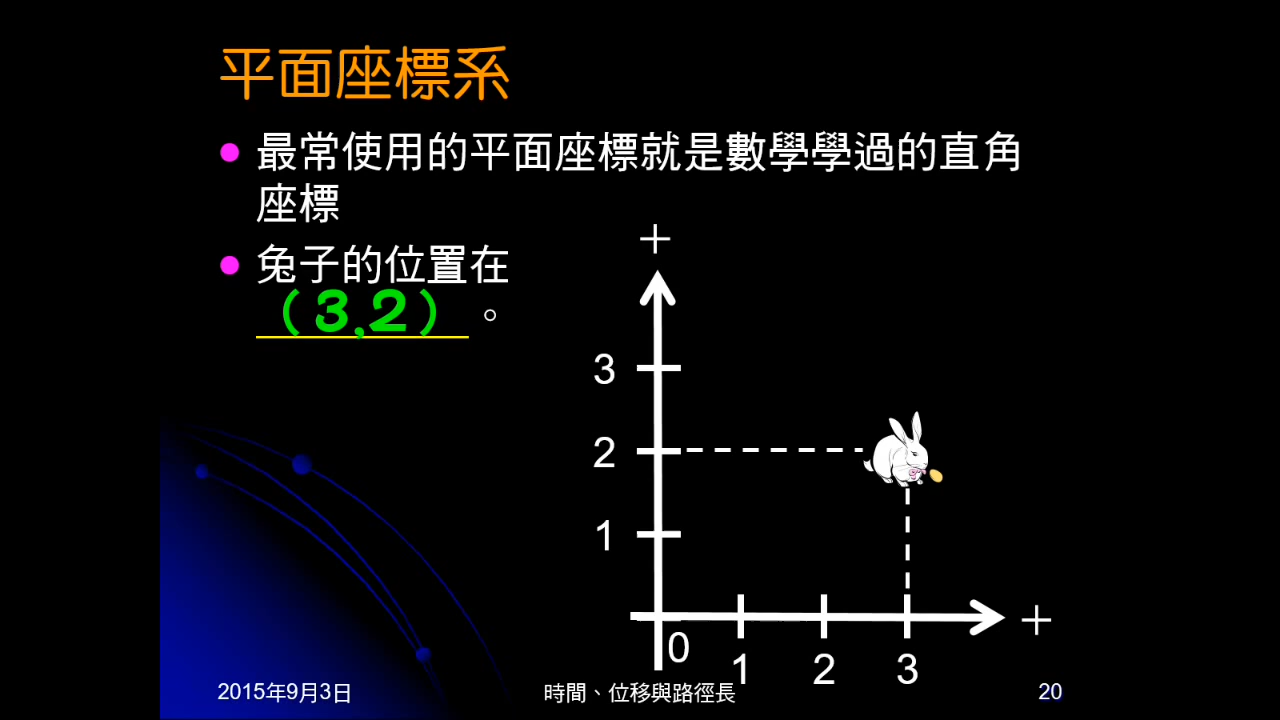 平面座標系
最常使用的平面座標就是數學學過的直角
座標
兔子的位置在
（3,2）。
＋
3
2
1
0
1
2
3
＋
2015年9月3日
時間、位移與路徑長
20